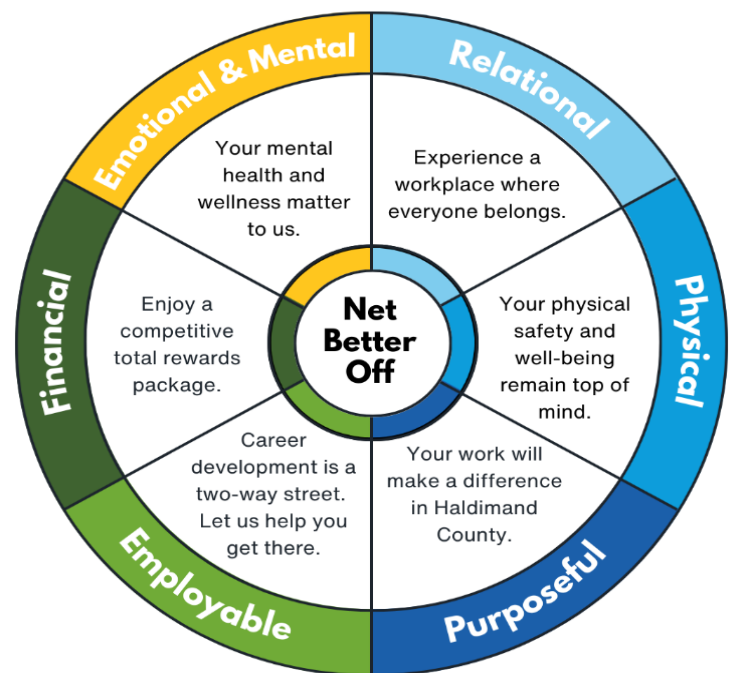 Emotional & Mental
Your mental
health and
wellness matter
to us.
Relational
Experience a
workplace where
everyone belongs.
Physical
Your physical
safety and
well-being
remain top of
mind.
Purposeful
Your work will
make a difference
in Haldimand
County.
Employable
Career
development is a
two-way street.
Let us help you
get there.
Financial
Enjoy a
competitive
total rewards
package.
Net
Better
Off